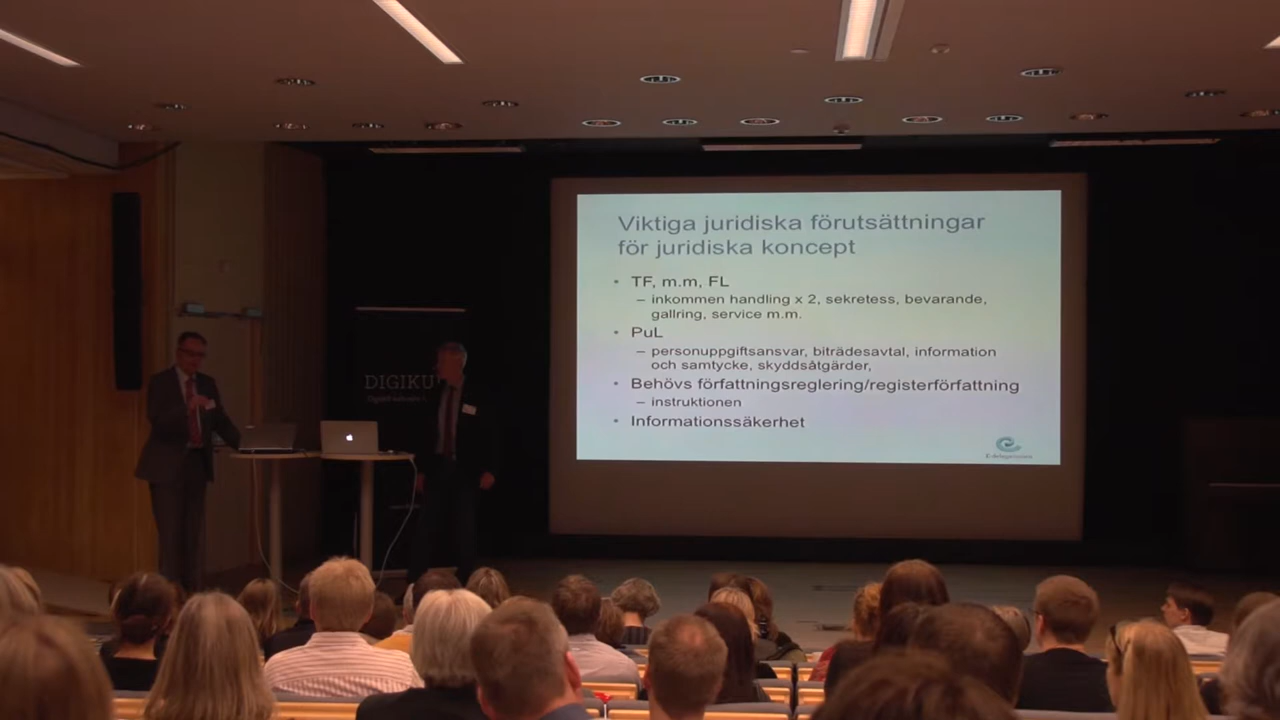 Viktiga juridiska förutsättningar
för juridiska koncept
• TF, m.m, FL
– inkommen handling x 2, sekretess, bevarande,
gallring, service m.m.
• PuL
– personuppgiftsansvar, biträdesavtal, information
och samtycke, skyddsåtgärder,
• Behövs författningsreglering/registerförfattning
– instruktionen
• Informationssäkerhet
E-delegationen
DIGIKU